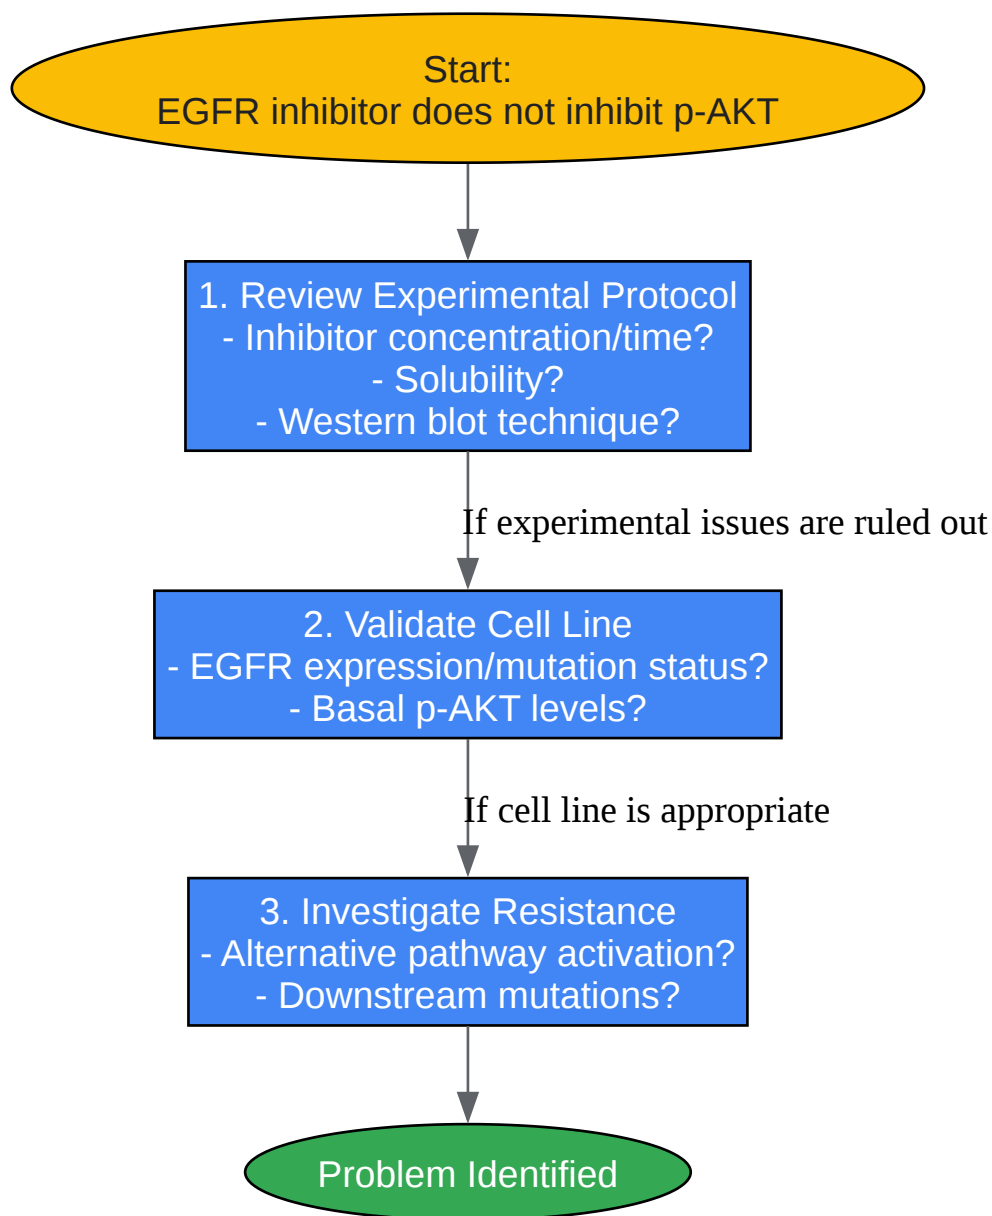 Start:
EGFR inhibitor does not inhibit p-AKT
1. Review Experimental Protocol
- Inhibitor concentration/time?
- Solubility?
- Western blot technique?
If experimental issues are ruled out
2. Validate Cell Line
- EGFR expression/mutation status?
- Basal p-AKT levels?
If cell line is appropriate
3. Investigate Resistance
- Alternative pathway activation?
- Downstream mutations?
Problem Identified